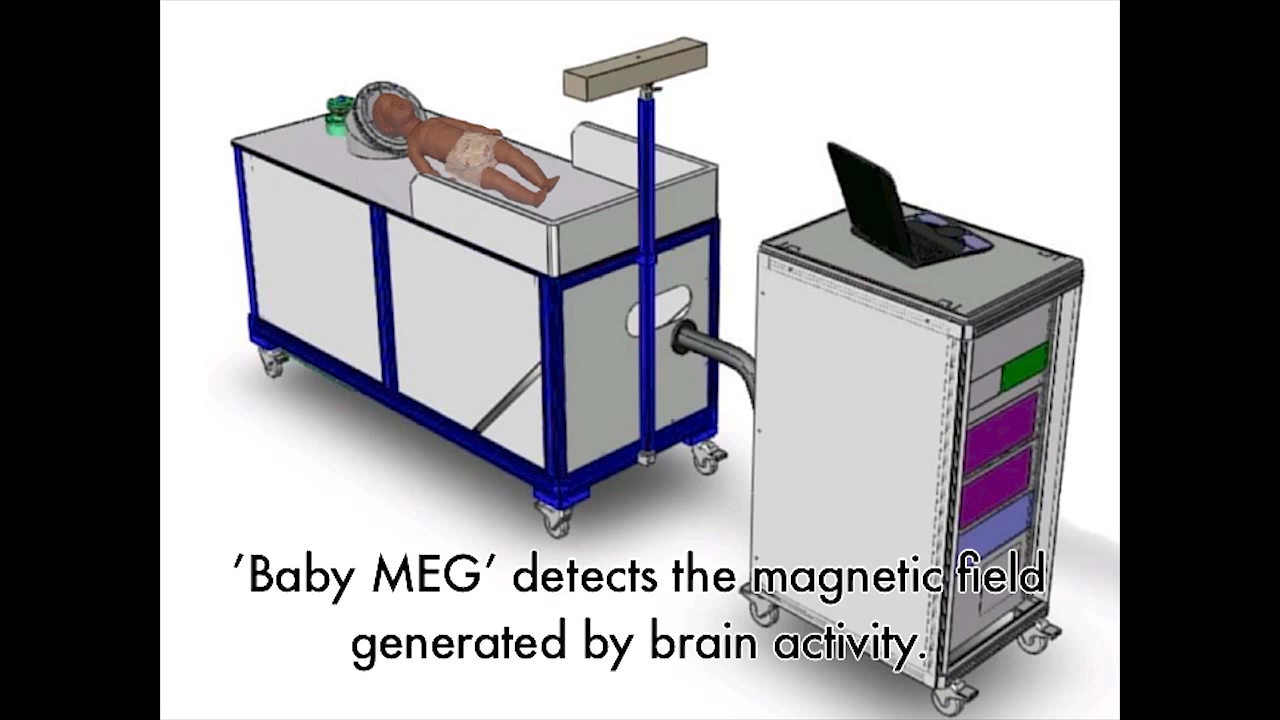 ’Baby MEG’ detects the magnetic field
generated by brain activity.